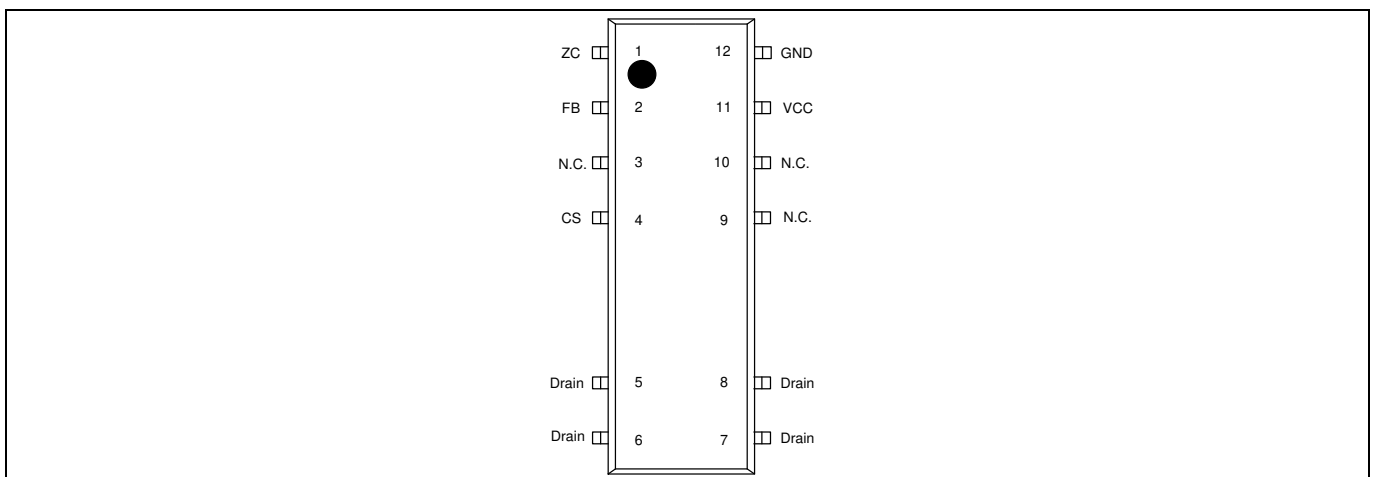 ZC 1 12 GND
FB 2 11 VCC
N.C. 3 10 N.C.
CS 4 9 N.C.
Drain 5 8 Drain
Drain 6 7 Drain